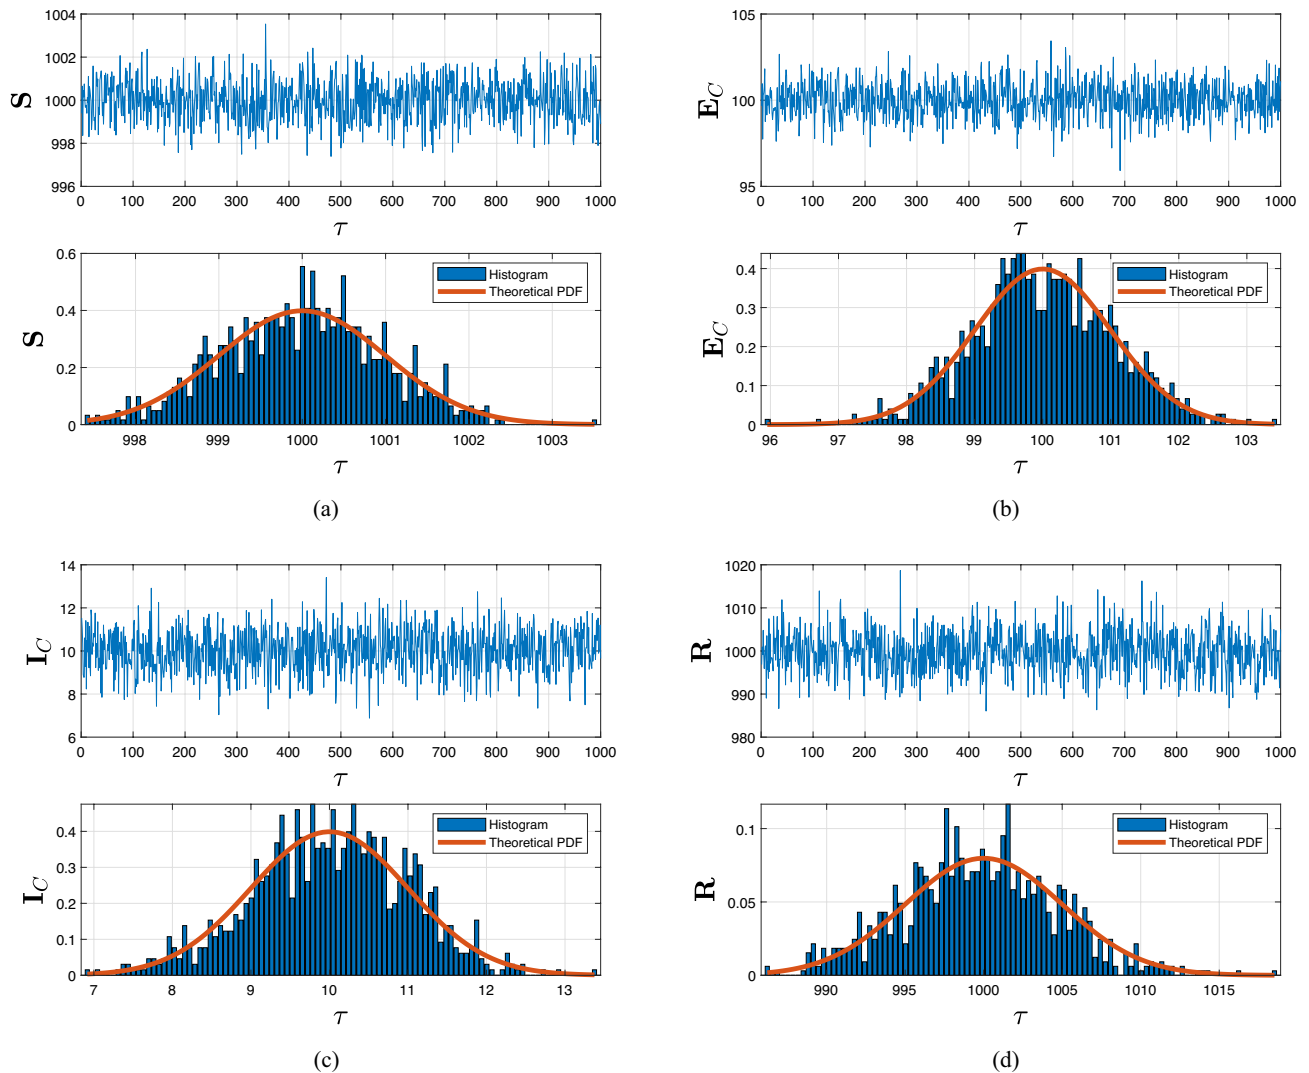 1004
1002
1000
998
996
S
0 100 200 300 400 500 600 700 800 900 1000
τ
0.6
0.4
0.2
0
S
Histogram
Theoretical PDF
998 999 1000 1001 1002 1003
τ
(a)
105
100
95
E_C
0 100 200 300 400 500 600 700 800 900 1000
τ
0.4
0.3
0.2
0.1
0
E_C
Histogram
Theoretical PDF
96 97 98 99 100 101 102 103
τ
(b)
14
12
10
8
6
I_C
0 100 200 300 400 500 600 700 800 900 1000
τ
0.4
0.3
0.2
0.1
0
I_C
Histogram
Theoretical PDF
7 8 9 10 11 12 13
τ
(c)
1020
1010
1000
990
980
R
0 100 200 300 400 500 600 700 800 900 1000
τ
0.1
0.05
0
R
Histogram
Theoretical PDF
990 995 1000 1005 1010 1015
τ
(d)